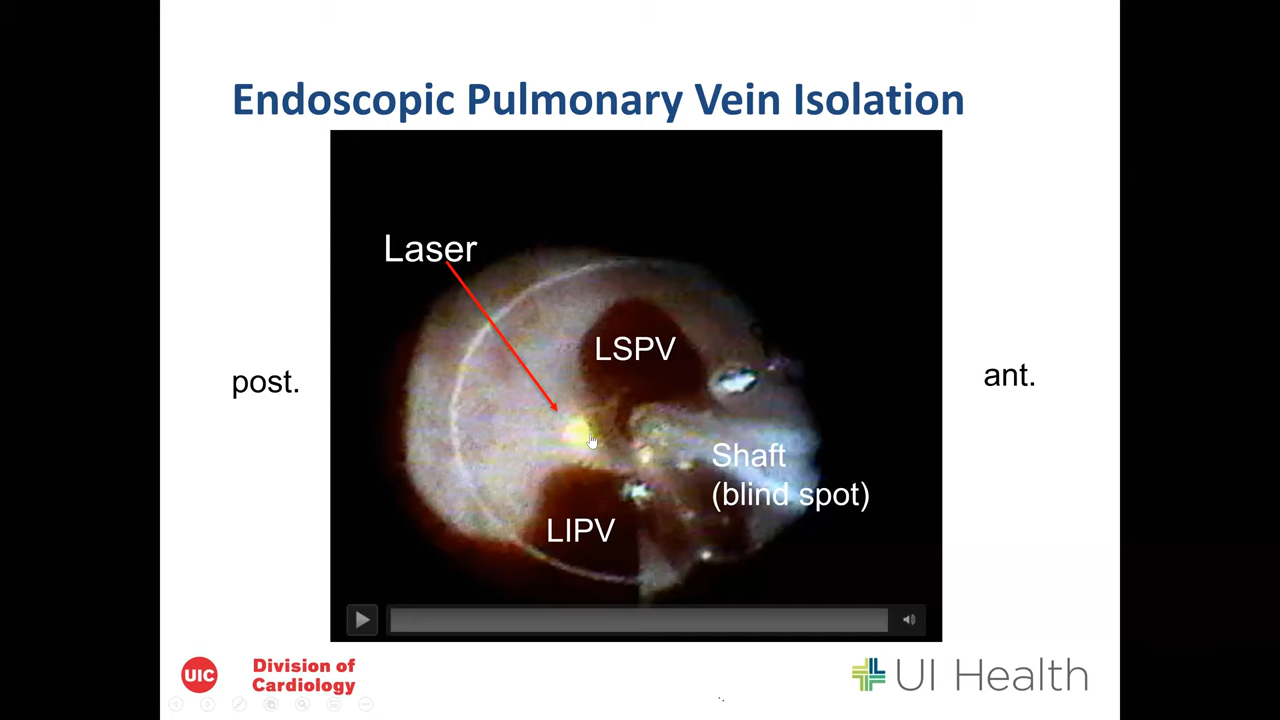 Endoscopic Pulmonary Vein Isolation
Laser
LSPV
post.
ant.
Shaft
(blind spot)
LIPV
UIC
Division of
Cardiology
UI Health